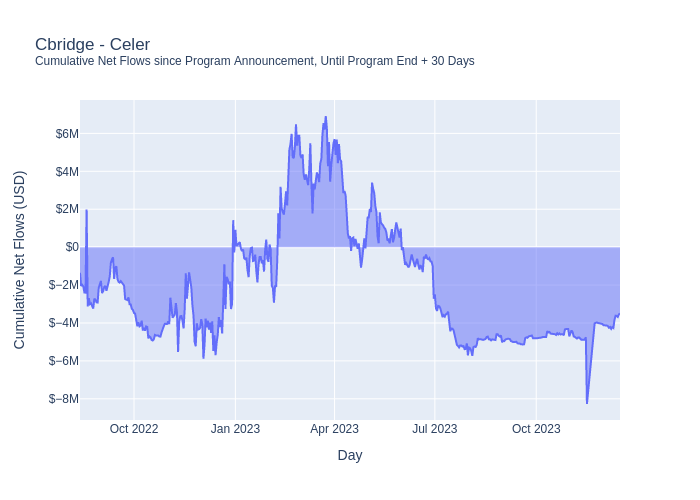 Cbridge - Celer
Cumulative Net Flows since Program Announcement, Until Program End + 30 Days
Cumulative Net Flows (USD)
$6M
$4M
$2M
$0
$−2M
$−4M
$−6M
$−8M
Oct 2022
Jan 2023
Apr 2023
Jul 2023
Oct 2023
Day